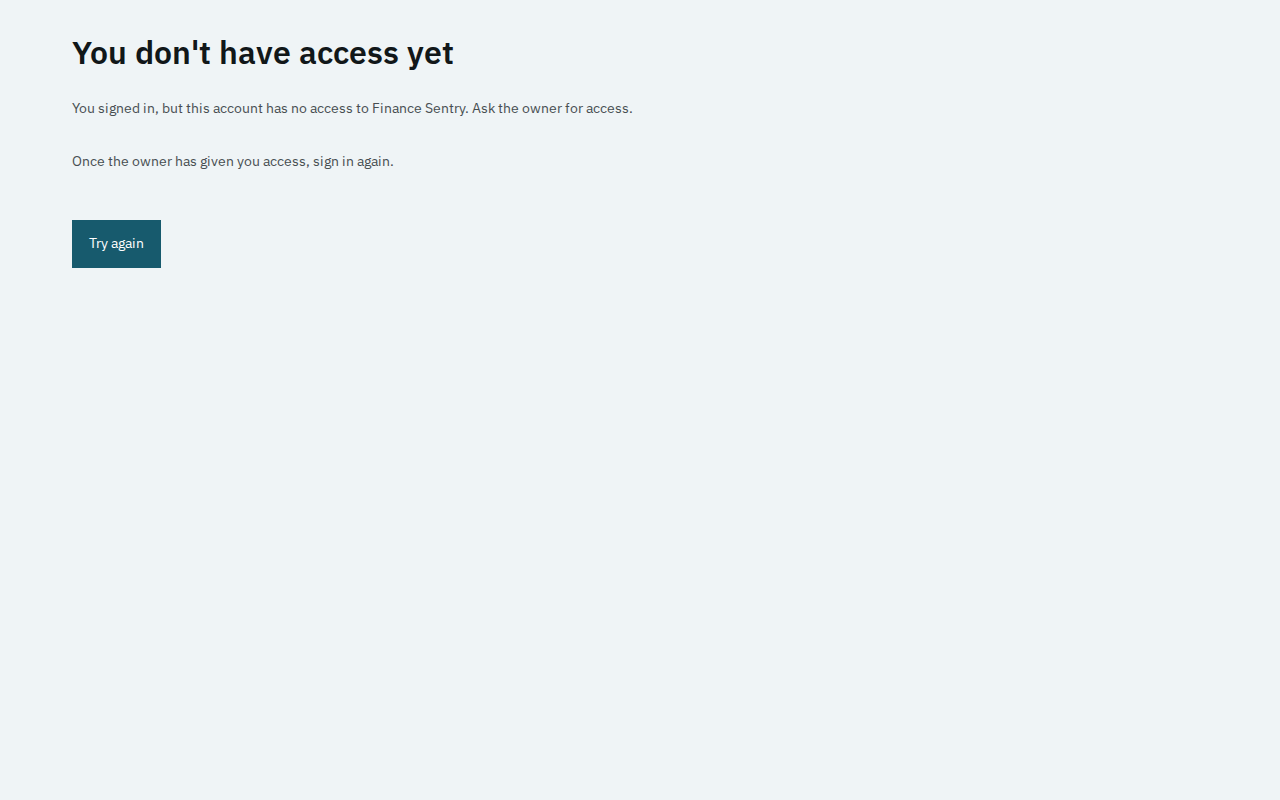 You don't have access yet
You signed in, but this account has no access to Finance Sentry. Ask the owner for access.
Once the owner has given you access, sign in again.
Try again